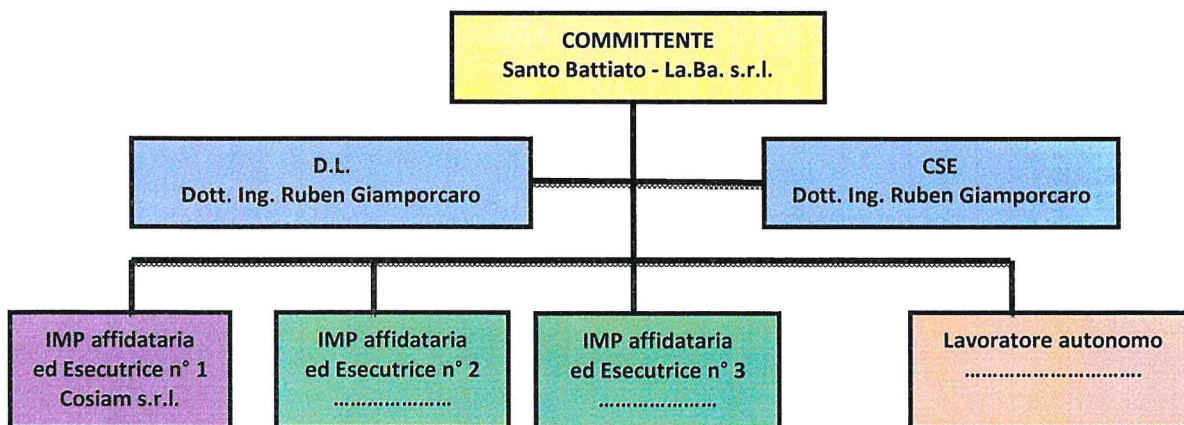 COMMITTENTE
Santo Battiato - La.Ba. s.r.l.
D.L.
Dott. Ing. Ruben Giamporcaro
CSE
Dott. Ing. Ruben Giamporcaro
IMP affidataria
ed Esecutrice n° 1
Cosiam s.r.l.
IMP affidataria
ed Esecutrice n° 2
…………………
IMP affidataria
ed Esecutrice n° 3
…………………
Lavoratore autonomo
………………………….